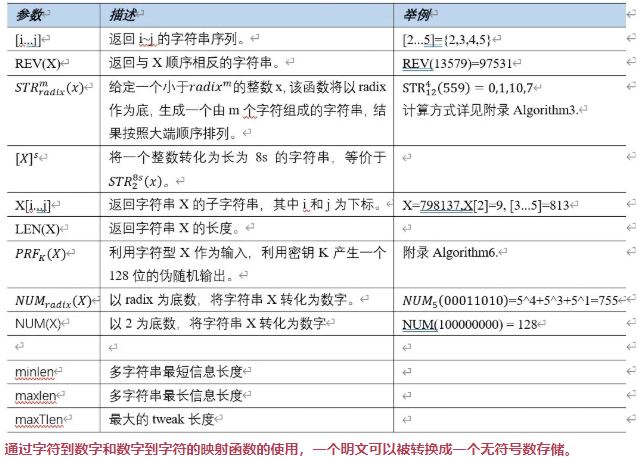 参数 描述 举例
[i…j] 返回 i~j 的字符串序列。 [2…5]={2,3,4,5}
REV(X) 返回与 X 顺序相反的字符串。 REV(13579)=97531
STR^m_radix(x) 给定一个小于radix^m的整数 x, 该函数将以 radix STR^4_12(559) = 0,1,10,7
作为底，生成一个由 m 个字符组成的字符串，结 计算方式详见附录 Algorithm3.
果按照大端顺序排列。
[X]^s 将一个整数转化为长为 8s 的字符串，等价于
STR^8s_2(x)。
X[i…j] 返回字符串 X 的子字符串，其中 i 和 j 为下标。 X=798137,X[2]=9, [3…5]=813
LEN(X) 返回字符串 X 的长度。
PRF_K(X) 利用字符型 X 作为输入，利用密钥 K 产生一个 附录 Algorithm6.
128 位的伪随机输出。
NUM_radix(X) 以 radix 为底数，将字符串 X 转化为数字。 NUM_5(00011010)=5^4+5^3+5^1=755
NUM(X) 以 2 为底数，将字符串 X 转化为数字 NUM(100000000) = 128
minlen 多字符串最短信息长度
maxlen 多字符串最长信息长度
maxTlen 最大的 tweak 长度
通过字符到数字和数字到字符的映射函数的使用，一个明文可以被转换成一个无符号数存储。